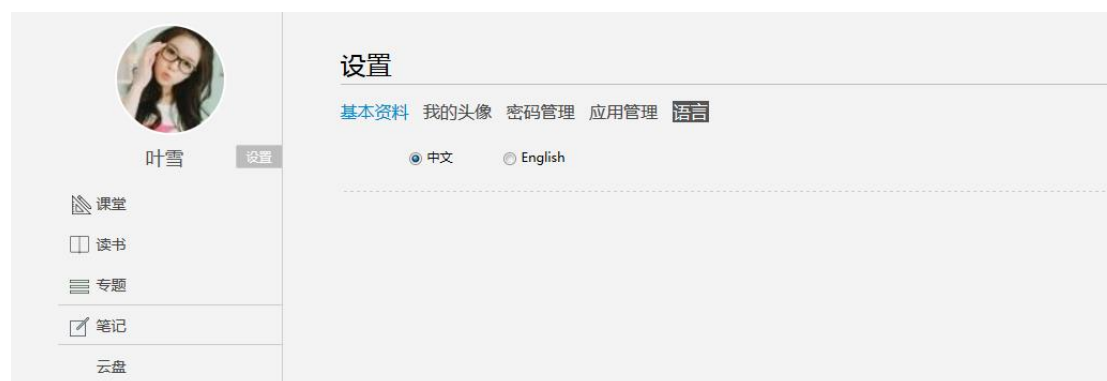 叶雪
设置
课堂
读书
专题
笔记
云盘
设置
基本资料 我的头像 密码管理 应用管理 语言
中文 English